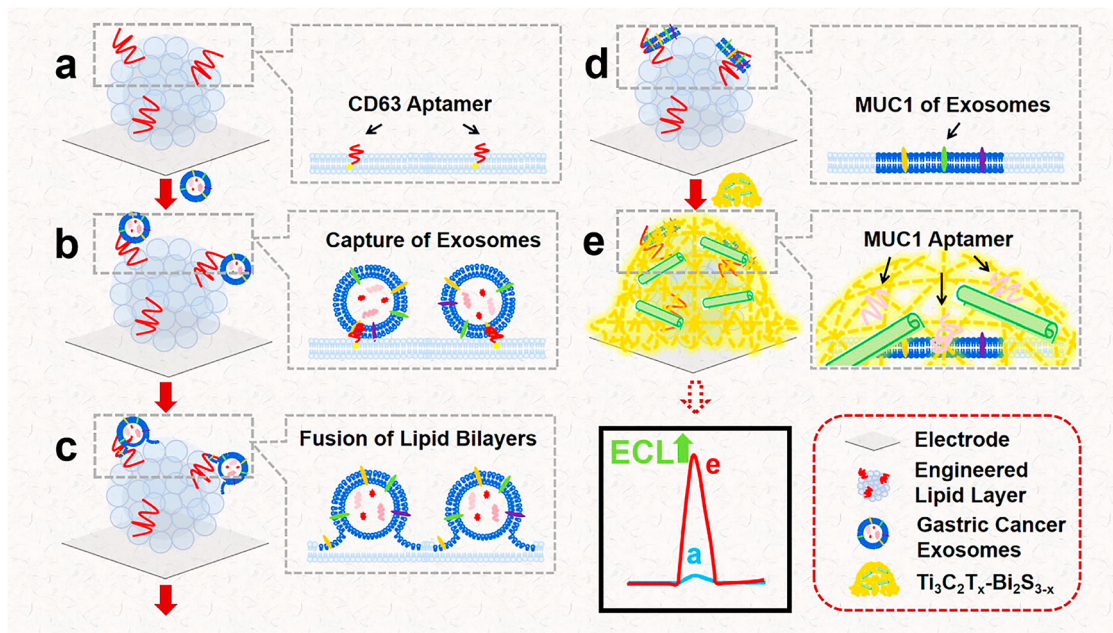 a
CD63 Aptamer
b
Capture of Exosomes
c
Fusion of Lipid Bilayers
d
MUC1 of Exosomes
e
MUC1 Aptamer
ECL
e
a
Electrode
Engineered
Lipid Layer
Gastric Cancer
Exosomes
Ti₃C₂Tₓ-Bi₂S₃₋ₓ